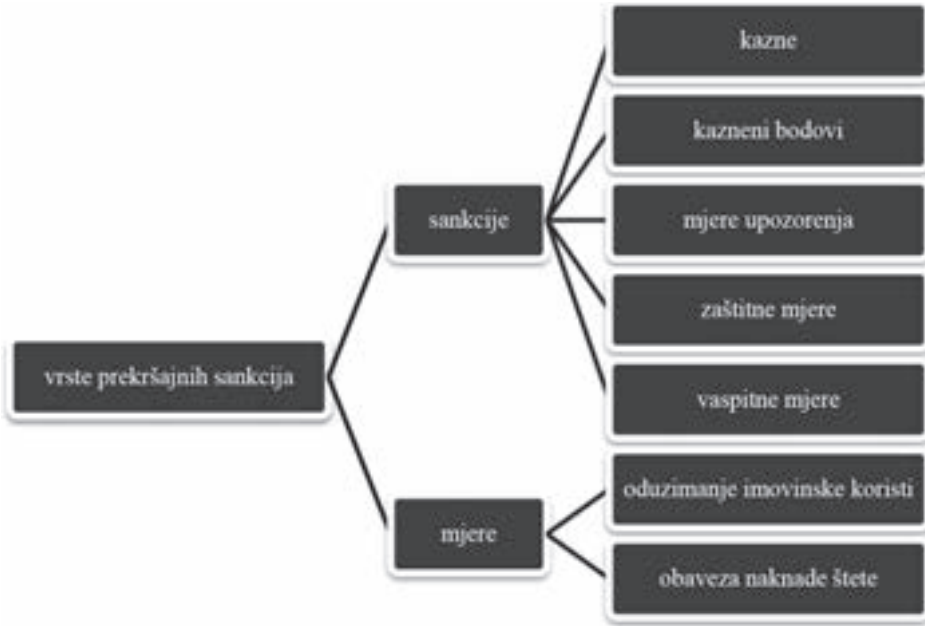 vrste prekršajnih sankcija
sankcije
kazne
kazneni bodovi
mjere upozorenja
zaštitne mjere
vaspitne mjere
mjere
oduzimanje imovinske koristi
obaveza naknade štete